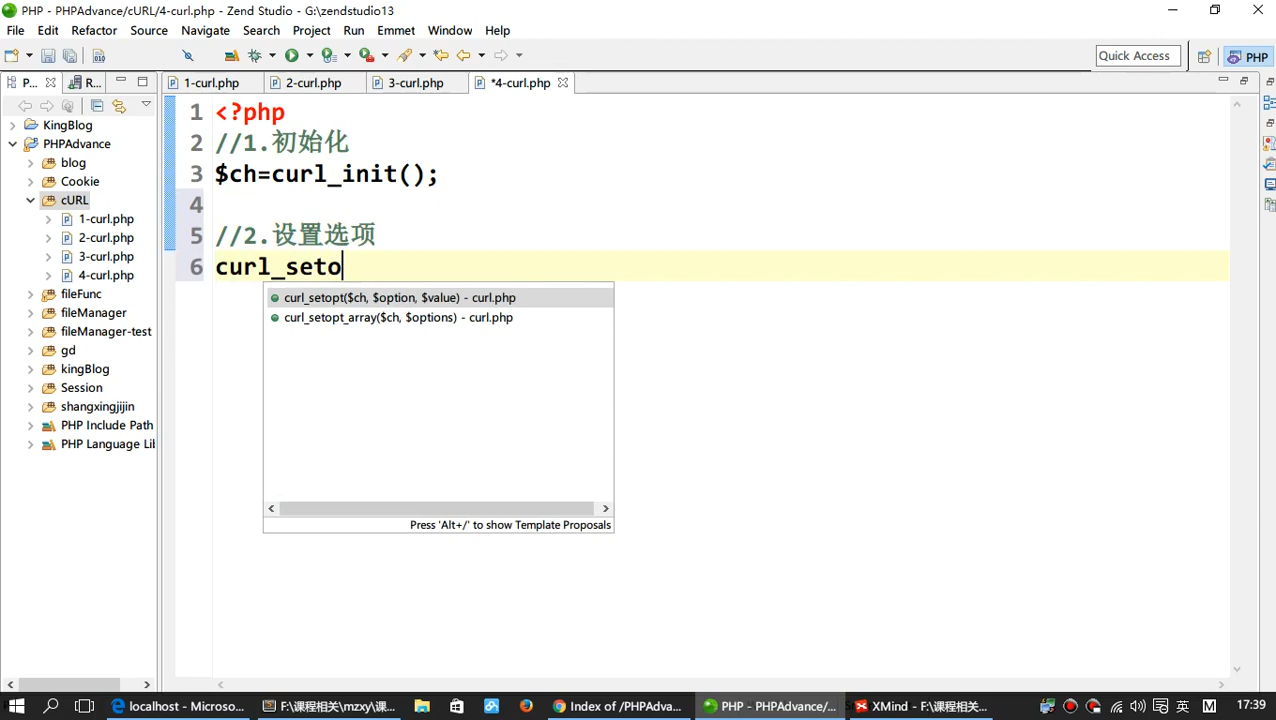 PHP - PHPAdvance/cURL/4-curl.php - Zend Studio - G:\zendstudio13
File Edit Refactor Source Navigate Search Project Run Emmet Window Help
Quick Access
PHP
P...
R...
1-curl.php
2-curl.php
3-curl.php
*4-curl.php
KingBlog
PHPAdvance
blog
Cookie
cURL
1-curl.php
2-curl.php
3-curl.php
4-curl.php
fileFunc
fileManager
fileManager-test
gd
kingBlog
Session
shangxingjijin
PHP Include Path
PHP Language Lib
1 <?php
2 //1.初始化
3 $ch=curl_init();
4
5 //2.设置选项
6 curl_seto
curl_setopt($ch, $option, $value) - curl.php
curl_setopt_array($ch, $options) - curl.php
Press 'Alt+/' to show Template Proposals
localhost - Microso...
F:\课程相关\mzxy\课...
Index of /PHPAdva...
PHP - PHPAdvance/...
XMind - F:\课程相关...
英
M
17:39